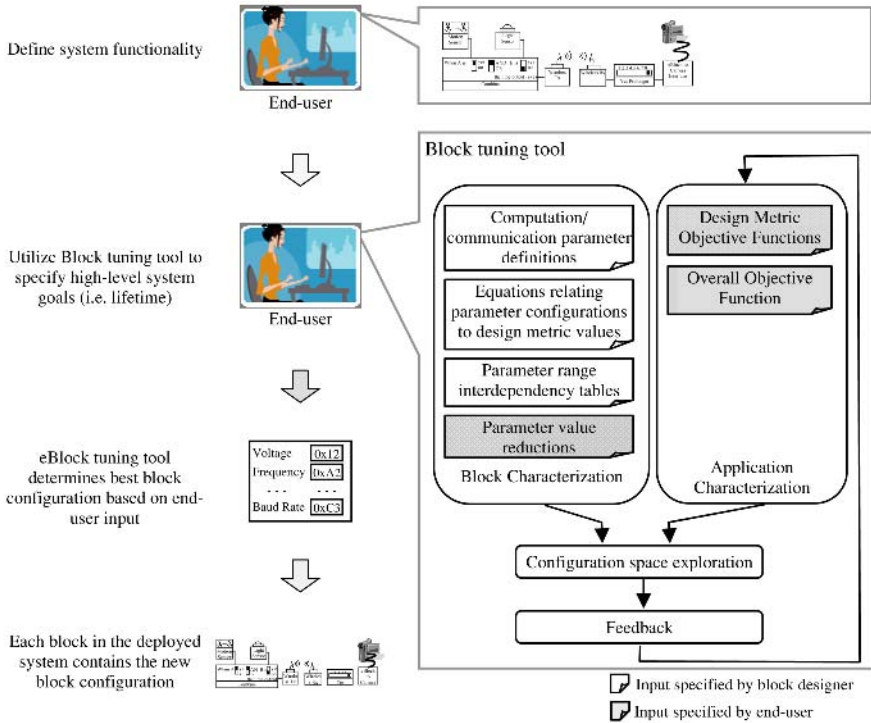 Define system functionality
End-user
Block tuning tool
Utilize Block tuning tool to
specify high-level system
goals (i.e. lifetime)
End-user
Computation/
communication parameter
definitions
Equations relating
parameter configurations
to design metric values
Parameter range
interdependency tables
Parameter value
reductions
Block Characterization
Design Metric
Objective Functions
Overall Objective
Function
Application
Characterization
eBlock tuning tool
determines best block
configuration based on end-
user input
Voltage 0x12
Frequency 0xA2
. . . . . .
Baud Rate 0xC3
Configuration space exploration
Feedback
Each block in the deployed
system contains the new
block configuration
Input specified by block designer
Input specified by end-user